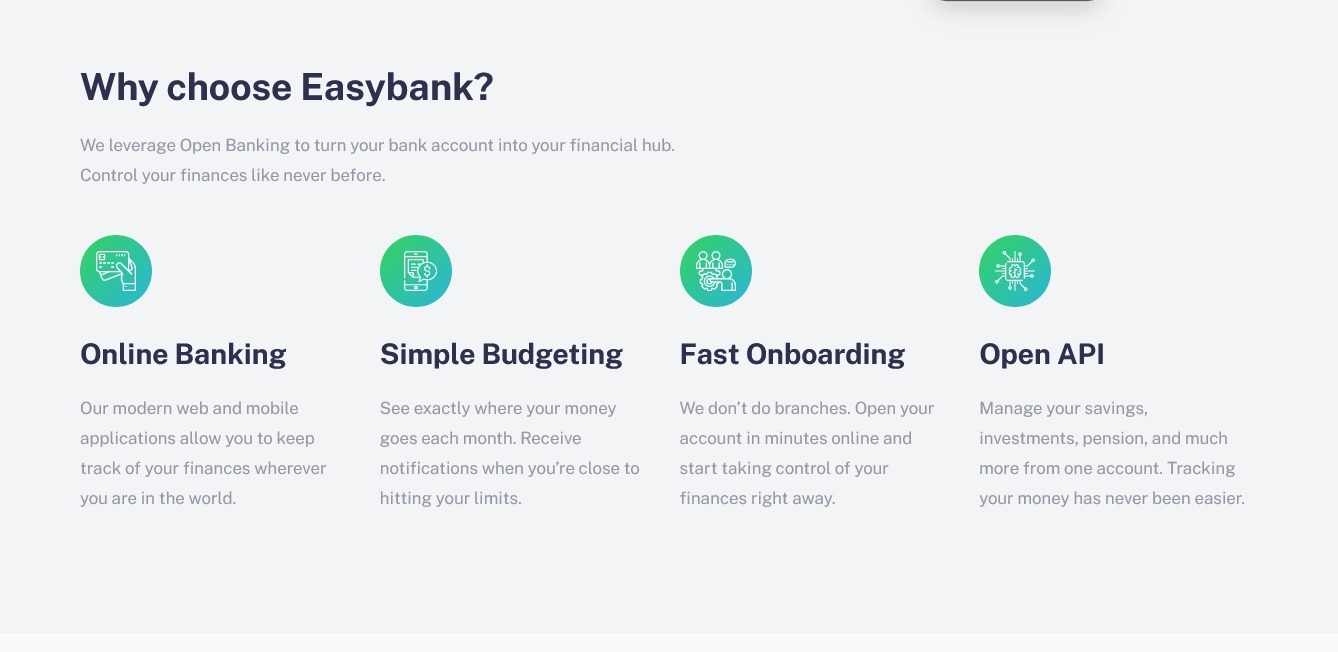 Why choose Easybank?
We leverage Open Banking to turn your bank account into your financial hub.
Control your finances like never before.
Online Banking
Our modern web and mobile
applications allow you to keep
track of your finances wherever
you are in the world.
Simple Budgeting
See exactly where your money
goes each month. Receive
notifications when you’re close to
hitting your limits.
Fast Onboarding
We don’t do branches. Open your
account in minutes online and
start taking control of your
finances right away.
Open API
Manage your savings,
investments, pension, and much
more from one account. Tracking
your money has never been easier.